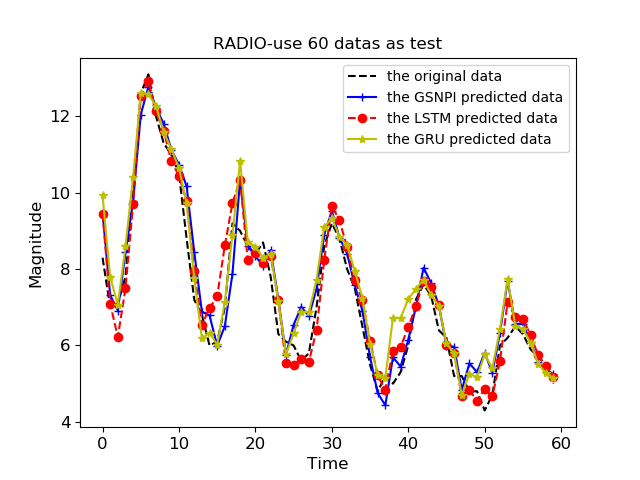 RADIO-use 60 datas as test
the original data
the GSNPI predicted data
the LSTM predicted data
the GRU predicted data
12
10
8
6
4
Magnitude
0 10 20 30 40 50 60
Time